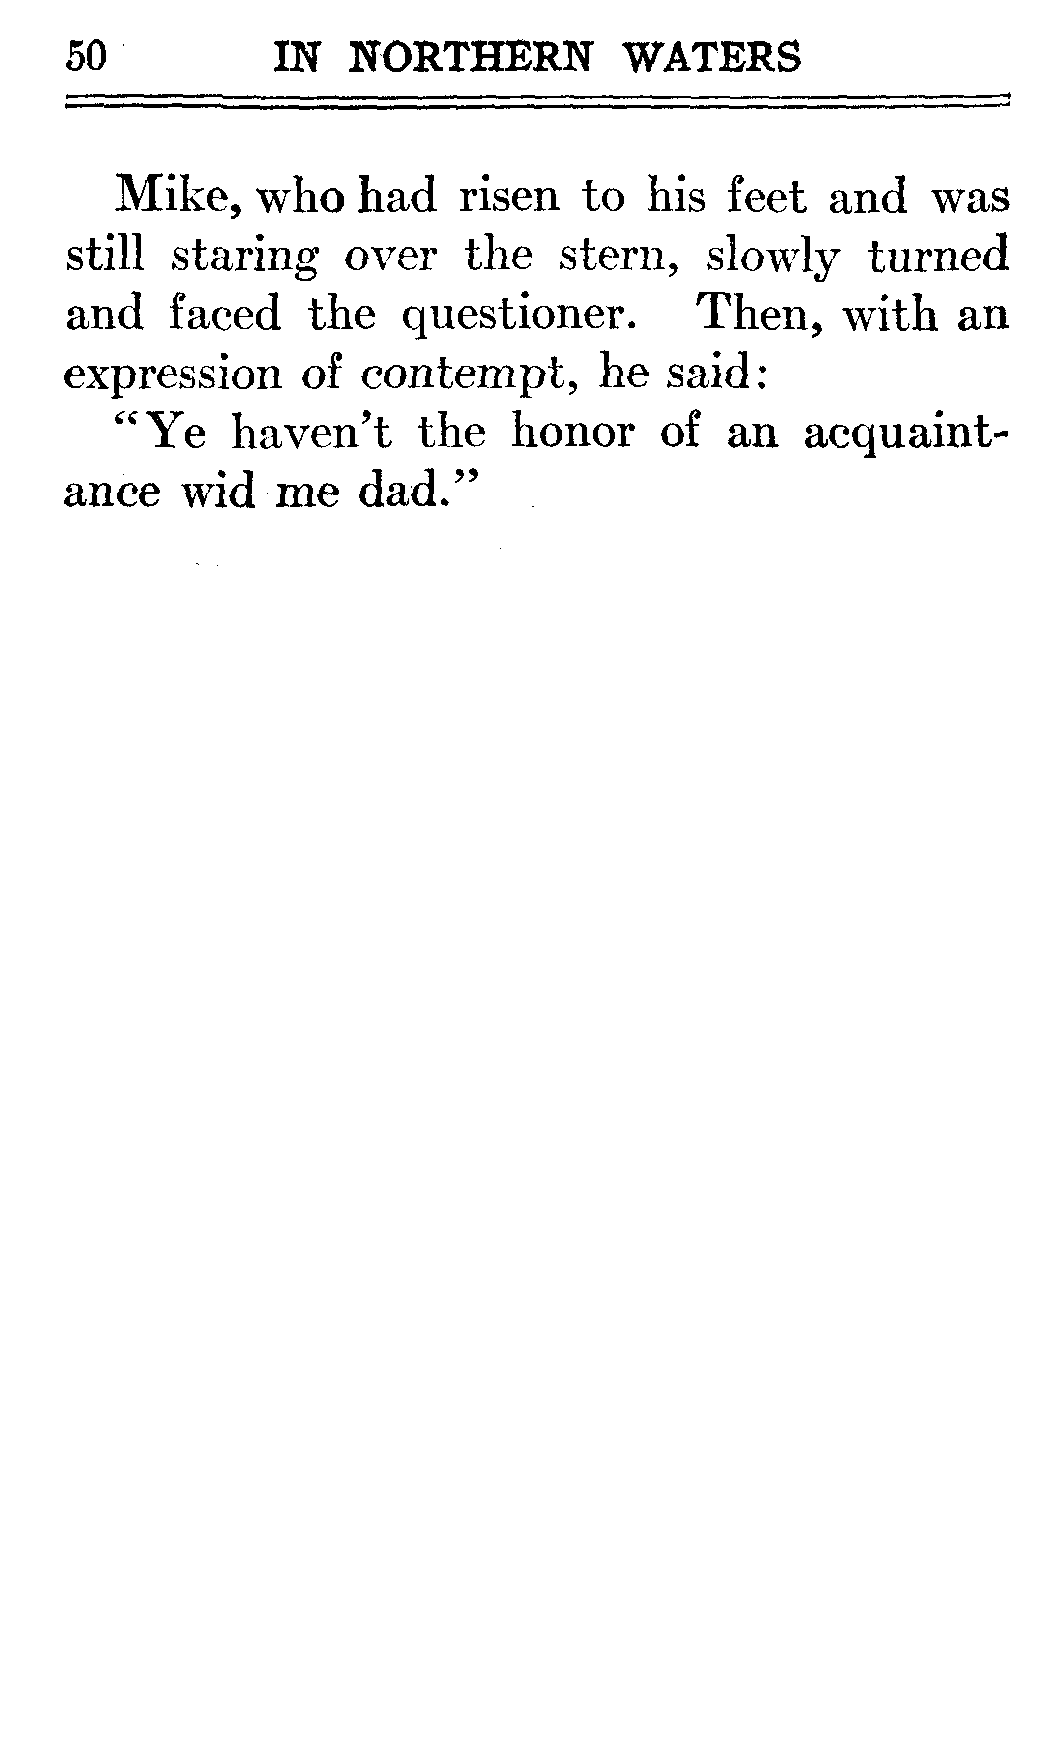 50 IN NORTHERN WATERS
Mike, who had risen to his feet and was
still staring over the stern, slowly turned
and faced the questioner. Then, with an
expression of contempt, he said:
“Ye haven't the honor of an acquaint-
ance wid me dad.”